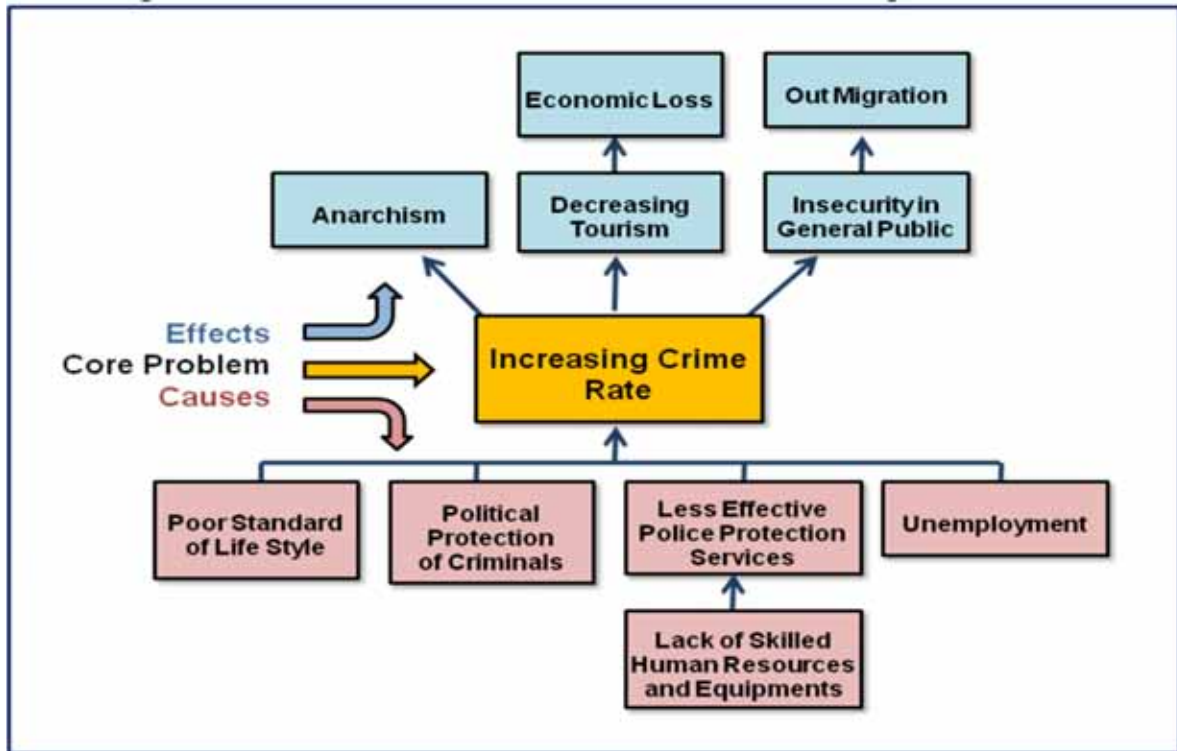 Economic Loss
Out Migration
Anarchism
Decreasing
Tourism
Insecurity in
General Public
Effects
Core Problem
Causes
Increasing Crime
Rate
Poor Standard
of Life Style
Political
Protection
of Criminals
Less Effective
Police Protection
Services
Unemployment
Lack of Skilled
Human Resources
and Equipments